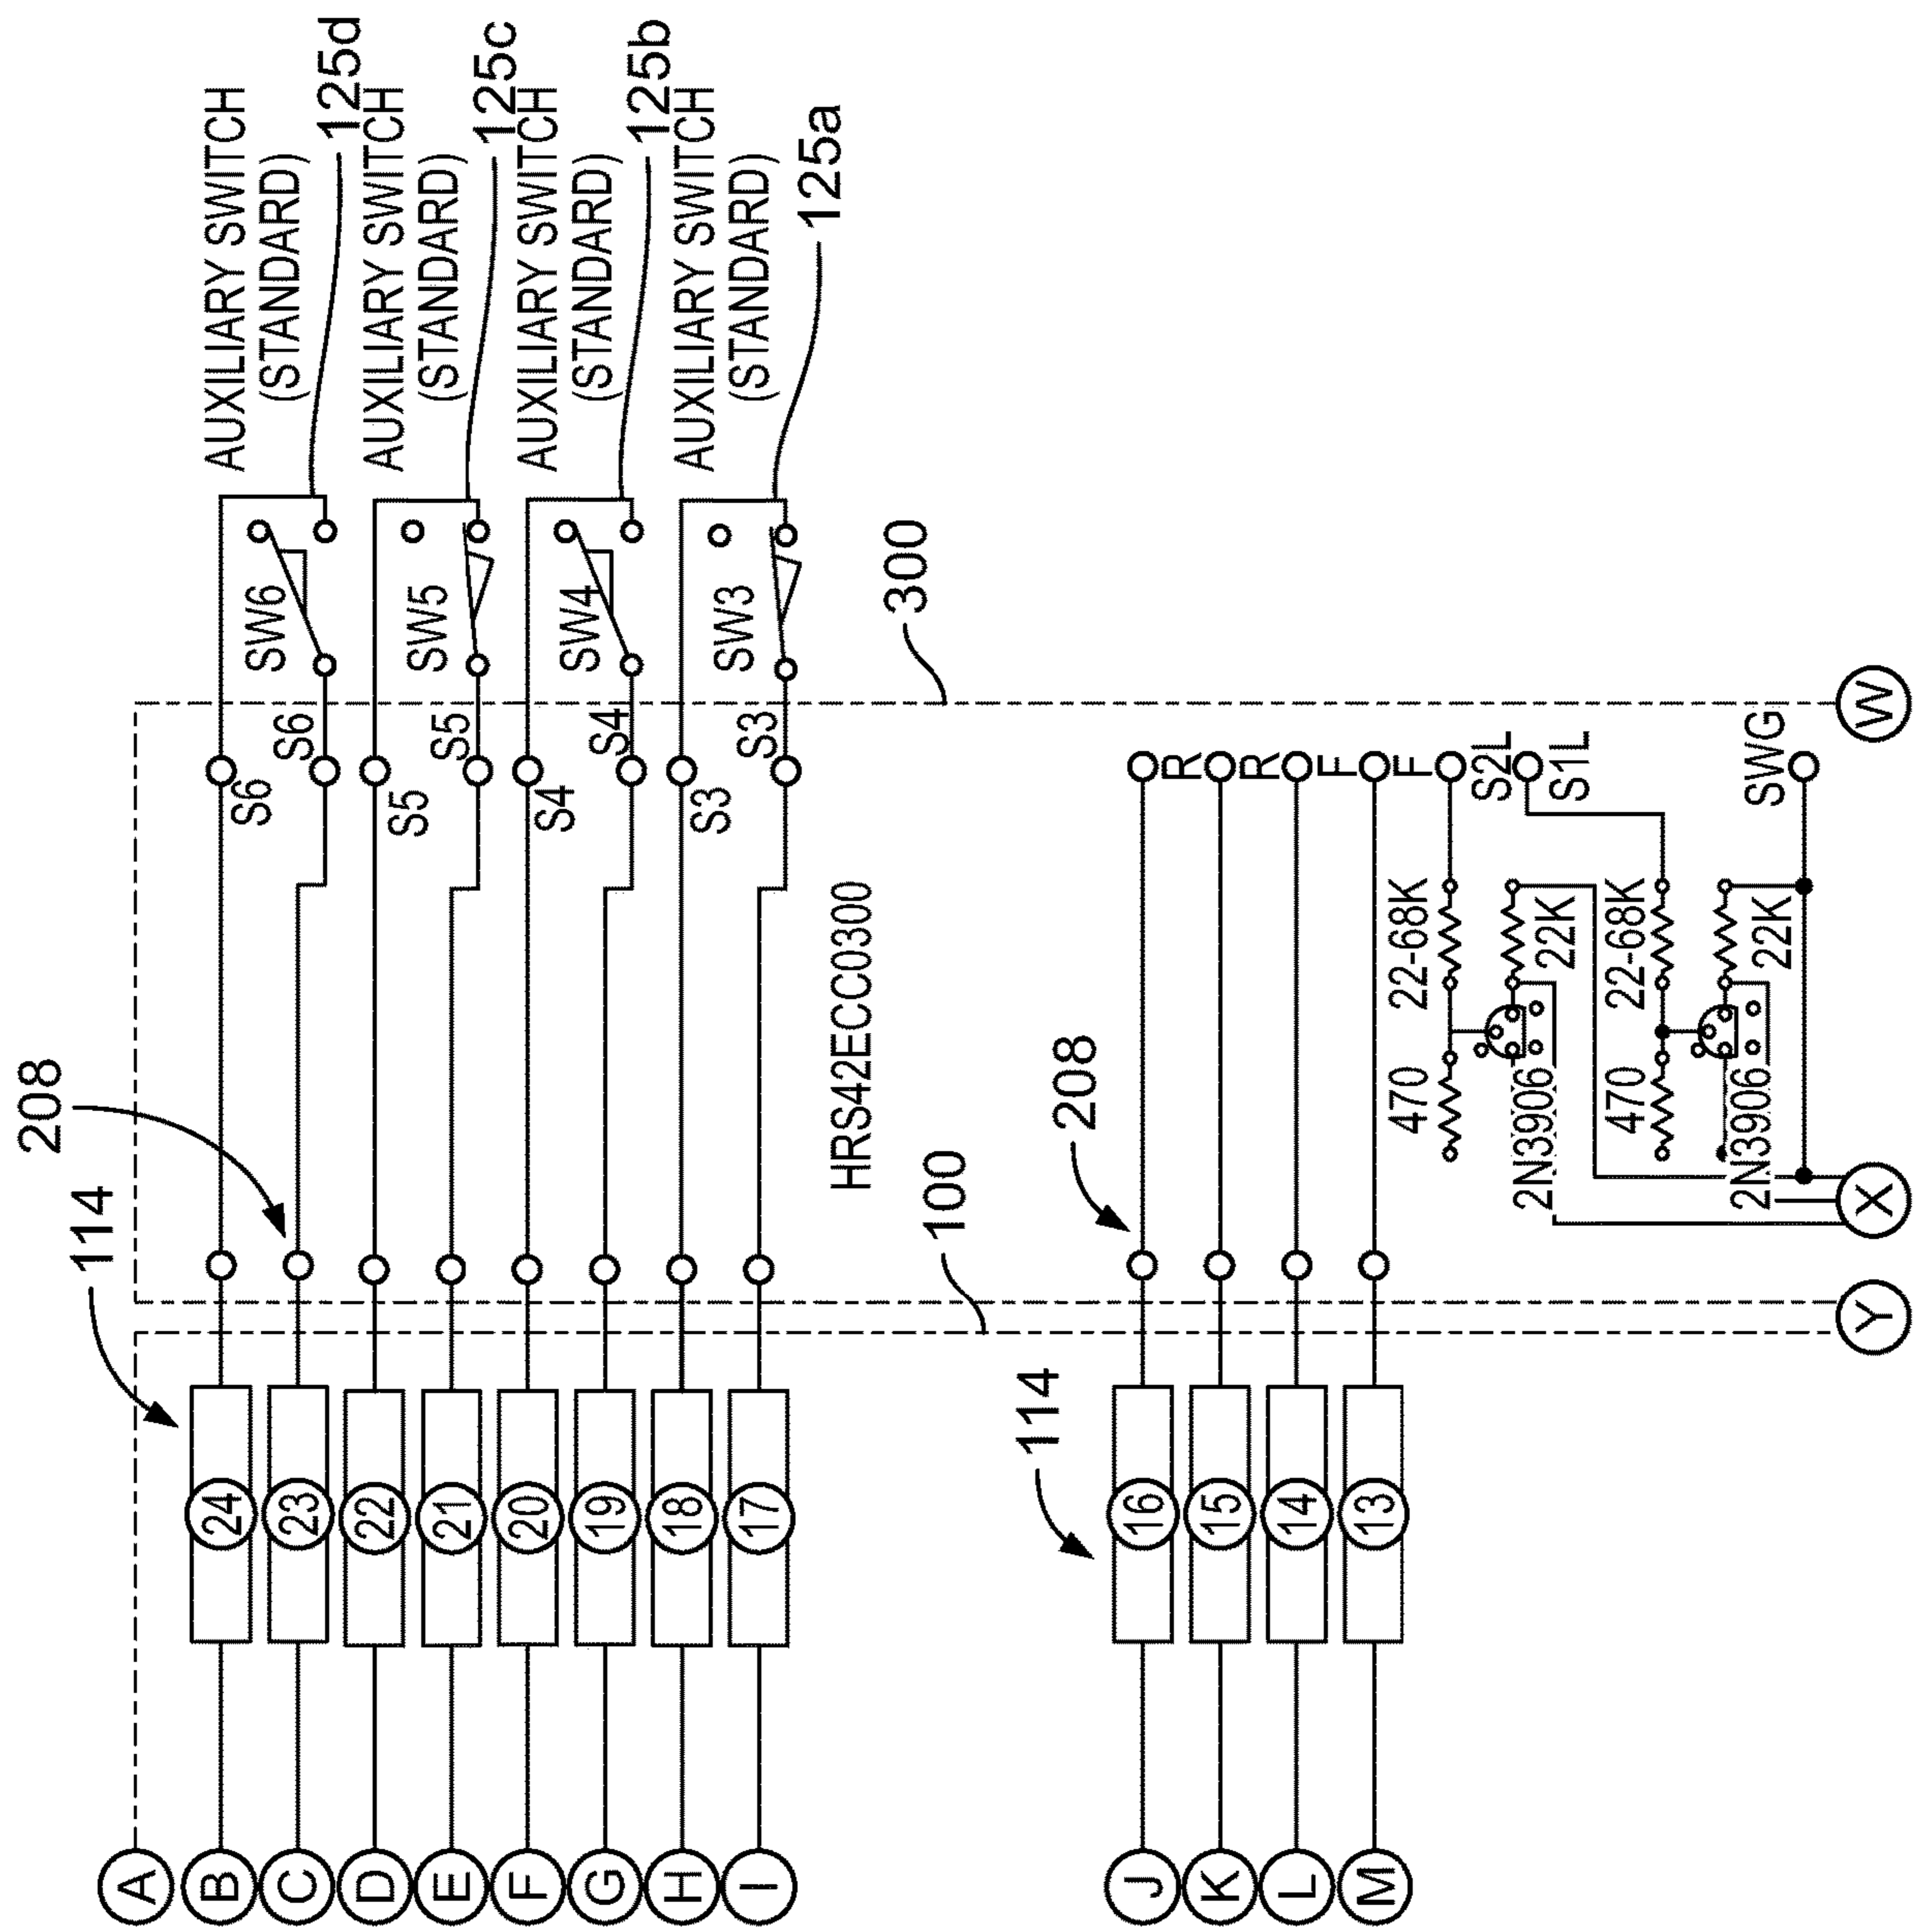 AUXILIARY SWITCH
(STANDARD)
125d
AUXILIARY SWITCH
(STANDARD)
125c
AUXILIARY SWITCH
(STANDARD)
125b
AUXILIARY SWITCH
(STANDARD)
125a
SW6
SW5
SW4
SW3
300
S6
S6
S5
S5
S4
S4
S3
S3
HRS42ECC0300
208
114
100
24
23
22
21
20
19
18
17
A
B
C
D
E
F
G
H
I
R
R
F
F
S2L
S1L
SWG
W
22-68K
22K
22-68K
22K
470
2N3906
470
2N3906
208
X
Y
114
16
15
14
13
J
K
L
M